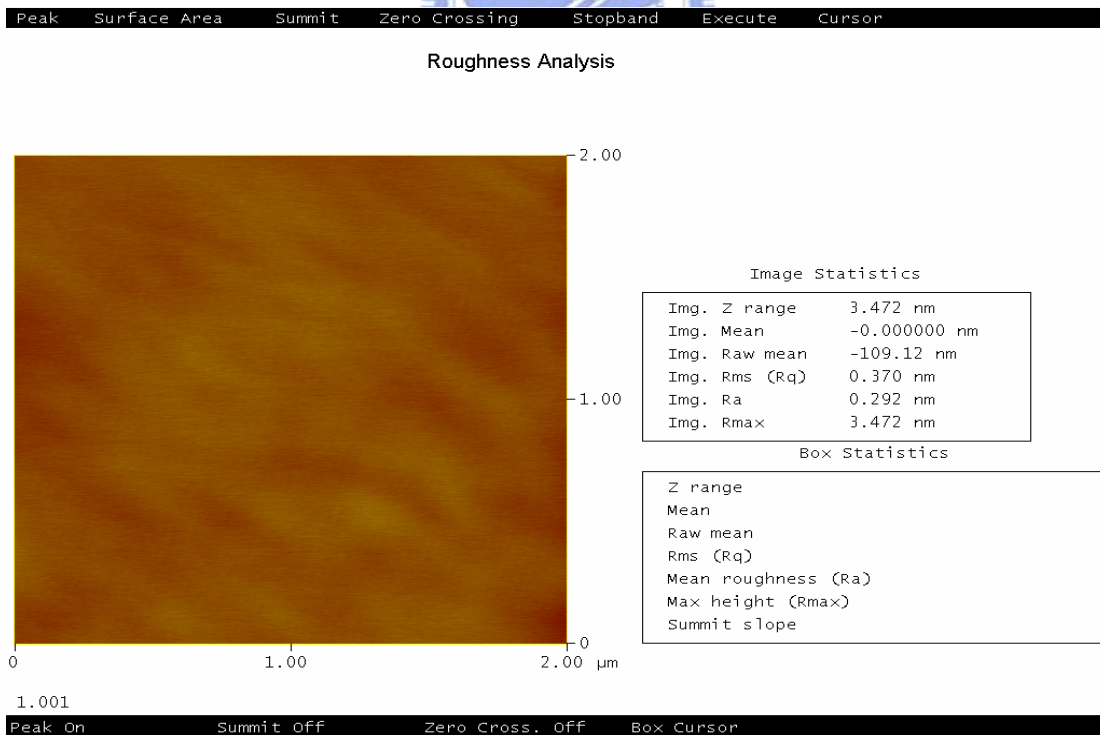 Peak Surface Area Summit Zero Crossing Stopband Execute Cursor
Roughness Analysis
2.00
1.00
0
0 1.00 2.00 µm
Image Statistics
Img. Z range 3.472 nm
Img. Mean -0.000000 nm
Img. Raw mean -109.12 nm
Img. Rms (Rq) 0.370 nm
Img. Ra 0.292 nm
Img. Rmax 3.472 nm
Box Statistics
Z range
Mean
Raw mean
Rms (Rq)
Mean roughness (Ra)
Max height (Rmax)
Summit slope
1.001
Peak On Summit Off Zero Cross. Off Box Cursor